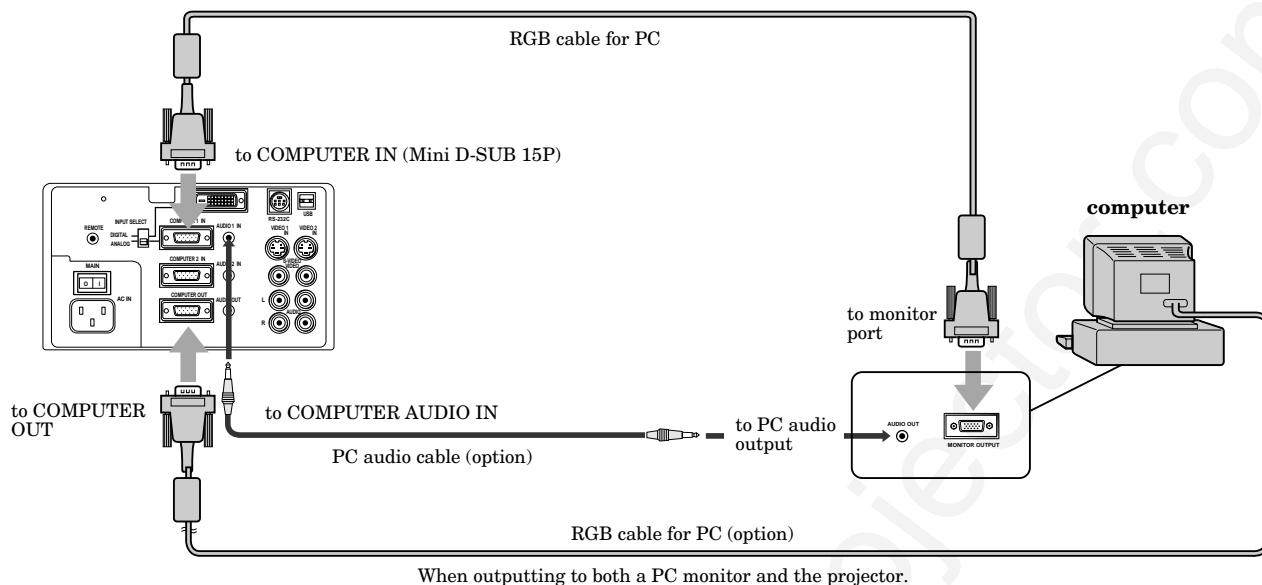 RGB cable for PC
to COMPUTER IN (Mini D-SUB 15P)
REMOTE
INPUT SELECT
DIGITAL
ANALOG
COMPUTER 1 IN
AUDIO 1 IN
RS-232C
USB
VIDEO 1
IN
VIDEO 2
IN
S-VIDEO
VIDEO
MAIN
O I
AC IN
COMPUTER 2 IN
COMPUTER OUT
L
R
AUDIO
computer
to monitor
port
to COMPUTER
OUT
to COMPUTER AUDIO IN
PC audio cable (option)
to PC audio
output
AUDIO OUT
MONITOR OUTPUT
RGB cable for PC (option)
When outputting to both a PC monitor and the projector.